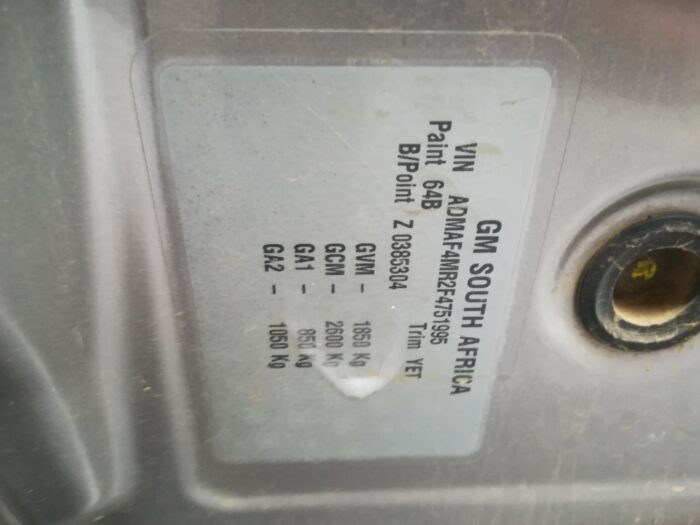 GM SOUTH AFRICA
VIN ADMAF4MR2F4751995
Paint 64B Trim YET
B/Point Z 0385304
GVM - 1850 Kg
GCM - 2600 Kg
GA1 - 850 Kg
GA2 - 1050 Kg